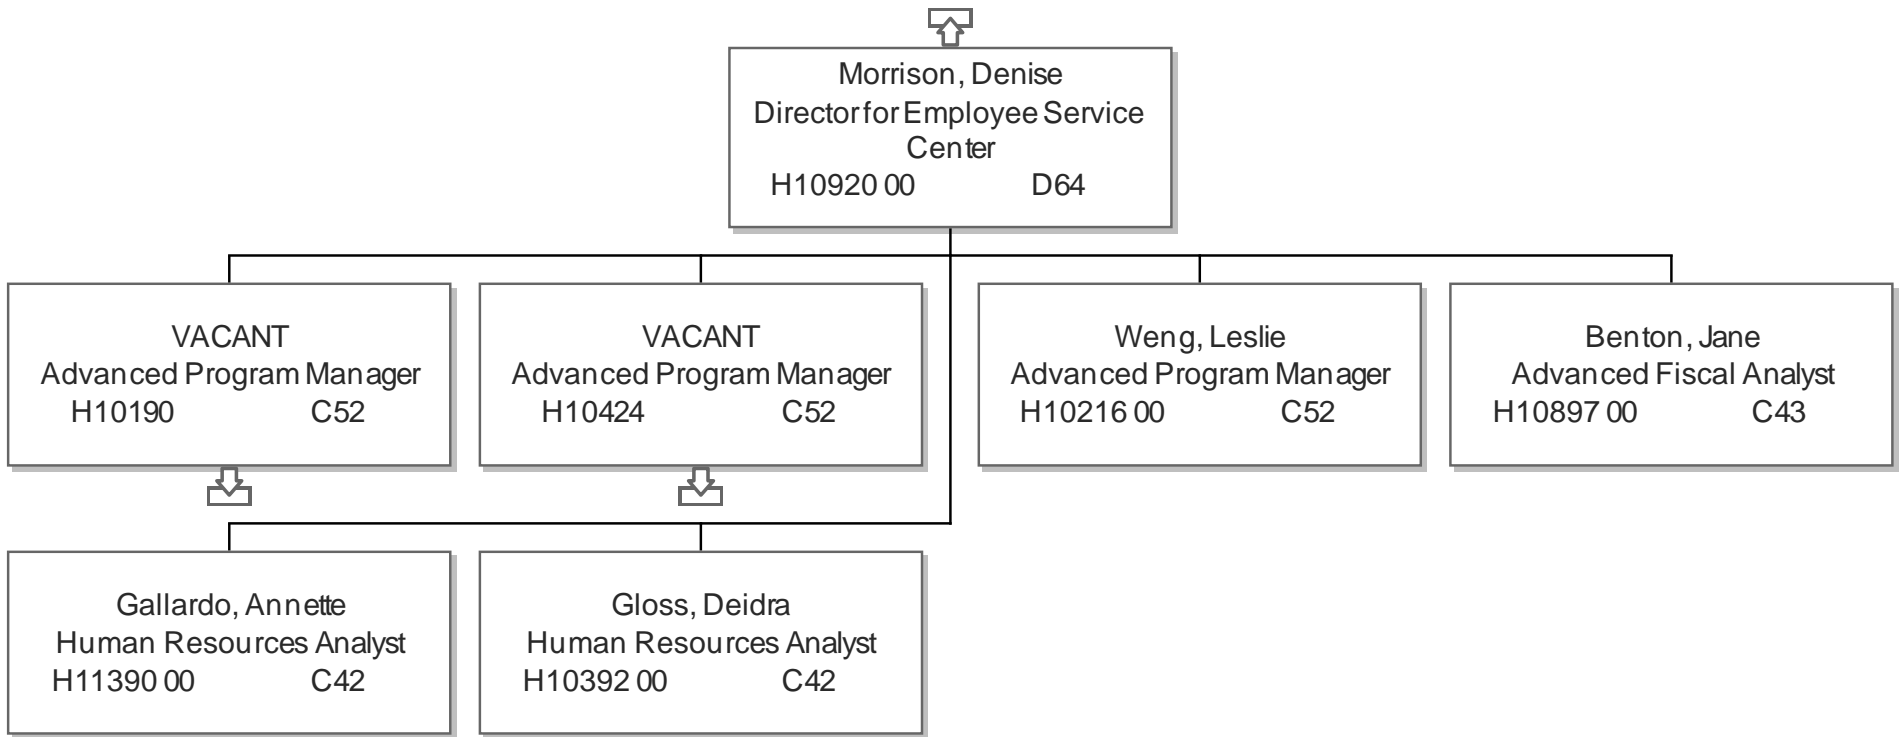 Morrison, Denise
Director for Employee Service
Center
H10920 00 D64
VACANT
Advanced Program Manager
H10190 C52
VACANT
Advanced Program Manager
H10424 C52
Weng, Leslie
Advanced Program Manager
H10216 00 C52
Benton, Jane
Advanced Fiscal Analyst
H10897 00 C43
Gallardo, Annette
Human Resources Analyst
H11390 00 C42
Gloss, Deidra
Human Resources Analyst
H10392 00 C42